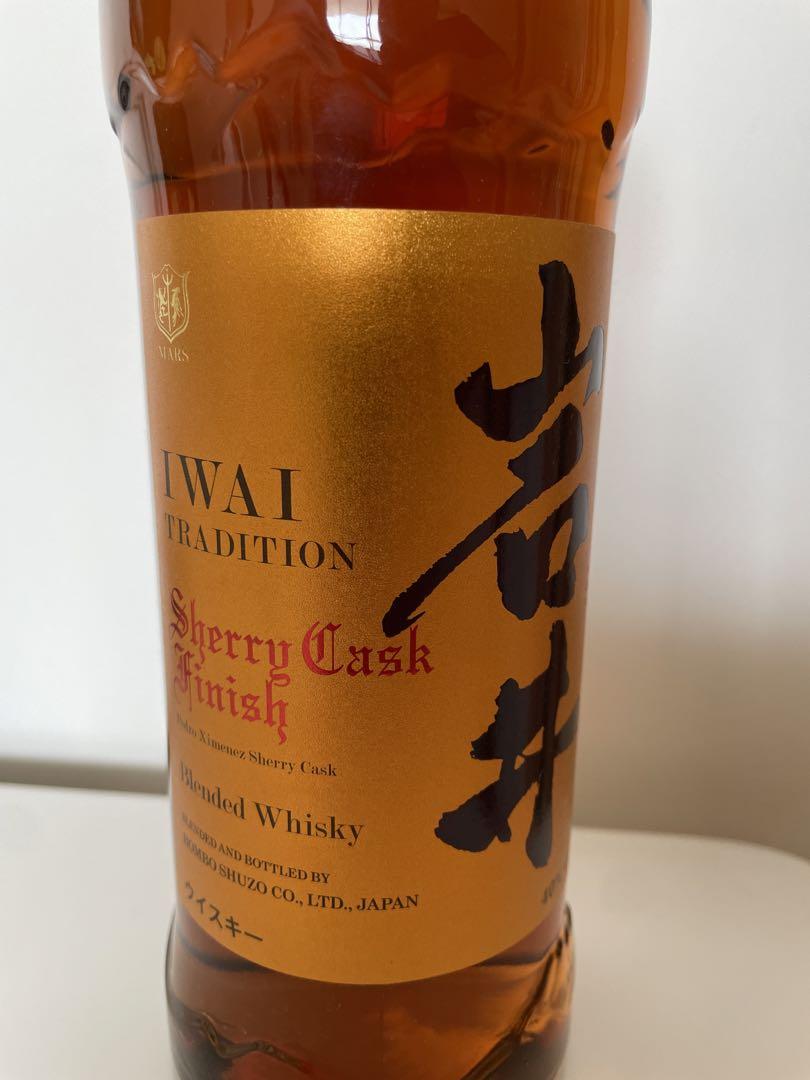 MARS
IWAI
TRADITION
Sherry Cask
Finish
Pedro Ximenez Sherry Cask
Blended Whisky
BLENDED AND BOTTLED BY
HOMBO SHUZO CO., LTD., JAPAN
ウイスキー
岩井
40%